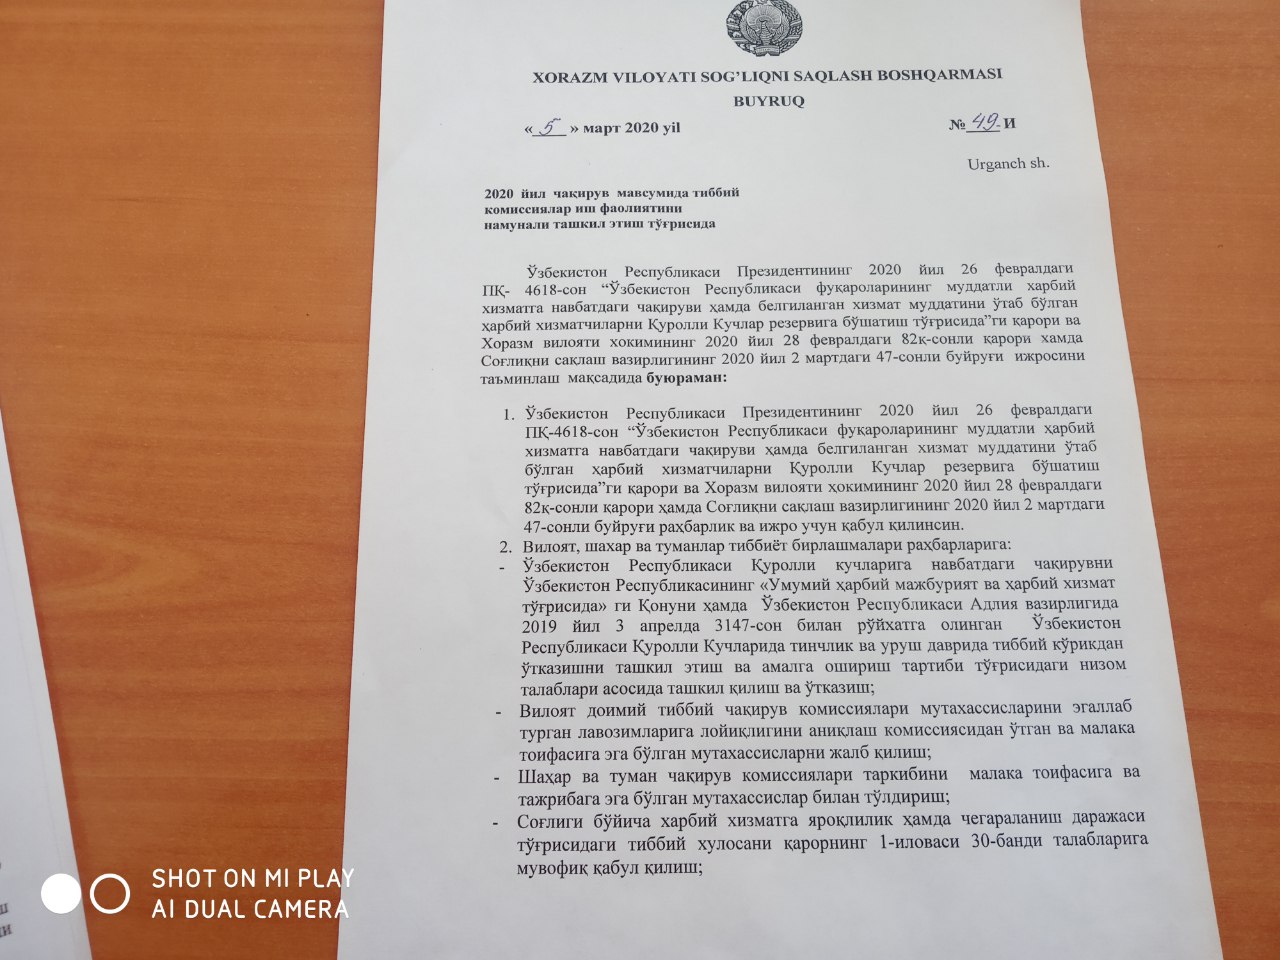 XORAZM VILOYATI SOG’LIQNI SAQLASH BOSHQARMASI
BUYRUQ
« 5 » март 2020 yil
№ 49 И
Urganch sh.
2020 йил чақирув мавсумида тиббий
комиссиялар иш фаолиятини
намунали ташкил этиш тўғрисида
Ўзбекистон Республикаси Президентининг 2020 йил 26 февралдаги
ПҚ- 4618-сон “Ўзбекистон Республикаси фуқароларининг муддатли ҳарбий
хизматга навбатдаги чақируви ҳамда белгиланган хизмат муддатини ўтаб бўлган
ҳарбий хизматчиларни Қуролли Кучлар резервига бўшатиш тўғрисида”ги қарори ва
Хоразм вилояти хокимининг 2020 йил 28 февралдаги 82қ-сонли қарори хамда
Соғлиқни сақлаш вазирлигининг 2020 йил 2 мартдаги 47-сонли буйруғи ижросини
таъминлаш мақсадида буюраман:
1. Ўзбекистон Республикаси Президентининг 2020 йил 26 февралдаги
ПҚ-4618-сон “Ўзбекистон Республикаси фуқароларининг муддатли ҳарбий
хизматга навбатдаги чақируви ҳамда белгиланган хизмат муддатини ўтаб
бўлган ҳарбий хизматчиларни Қуролли Кучлар резервига бўшатиш
тўғрисида”ги қарори ва Хоразм вилояти ҳокимининг 2020 йил 28 февралдаги
82қ-сонли қарори ҳамда Соғлиқни сақлаш вазирлигининг 2020 йил 2 мартдаги
47-сонли буйруғи раҳбарлик ва ижро учун қабул қилинсин.
2. Вилоят, шахар ва туманлар тиббиёт бирлашмалари раҳбарларига:
- Ўзбекистон Республикаси Қуролли кучларига навбатдаги чақирувни
Ўзбекистон Республикасининг «Умумий ҳарбий мажбурият ва ҳарбий хизмат
тўғрисида» ги Қонуни ҳамда Ўзбекистон Республикаси Адлия вазирлигида
2019 йил 3 апрелда 3147-сон билан рўйхатга олинган Ўзбекистон
Республикаси Қуролли Кучларида тинчлик ва уруш даврида тиббий кўрикдан
ўтказишни ташкил этиш ва амалга ошириш тартиби тўғрисидаги низом
талаблари асосида ташкил қилиш ва ўтказиш;
- Вилоят доимий тиббий чақирув комиссиялари мутахассисларини эгаллаб
турган лавозимларига лойиқлигини аниқлаш комиссиясидан ўтган ва малака
тоифасига эга бўлган мутахассисларни жалб қилиш;
- Шаҳар ва туман чақирув комиссиялари таркибини малака тоифасига ва
тажрибага эга бўлган мутахассислар билан тўлдириш;
- Соғлиги бўйича харбий хизматга яроқлилик ҳамда чегараланиш даражаси
тўғрисидаги тиббий хулосани қарорнинг 1-иловаси 30-банди талабларига
мувофиқ қабул қилиш;
SHOT ON MI PLAY
AI DUAL CAMERA